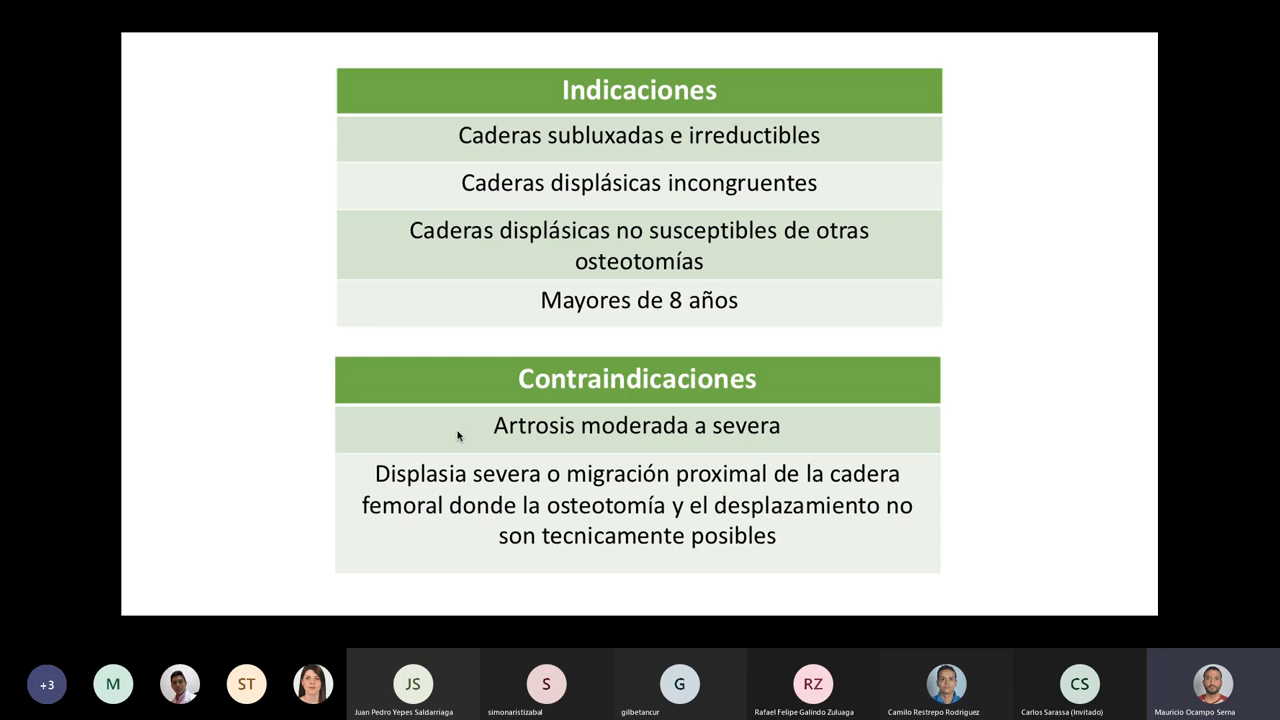 Indicaciones
Caderas subluxadas e irreductibles
Caderas displásicas incongruentes
Caderas displásicas no susceptibles de otras
osteotomías
Mayores de 8 años
Contraindicaciones
Artrosis moderada a severa
Displasia severa o migración proximal de la cadera
femoral donde la osteotomía y el desplazamiento no
son tecnicamente posibles
+3
M
ST
JS
S
G
RZ
CS
Juan Pedro Yepes Saldarriaga
simonaristizabal
gilbetancur
Rafael Felipe Galindo Zuluaga
Camilo Restrepo Rodriguez
Carlos Sarassa (Invitado)
Mauricio Ocampo Serna